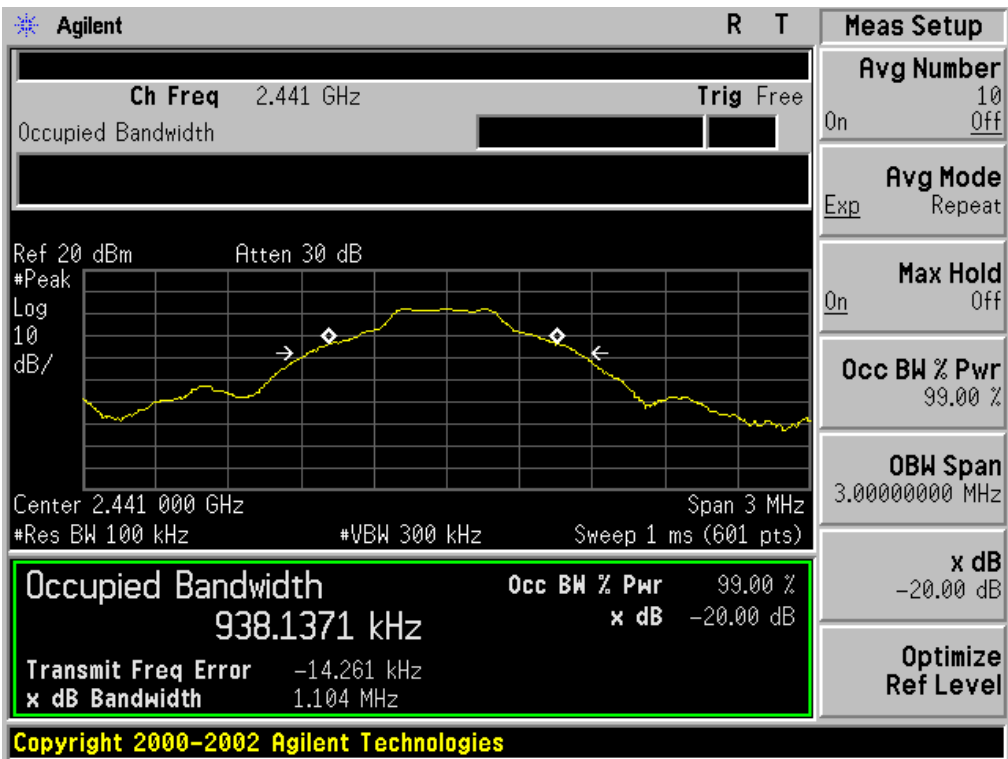 Agilent R T
Ch Freq 2.441 GHz Trig Free
Occupied Bandwidth
Ref 20 dBm Atten 30 dB
#Peak
Log
10
dB/
Center 2.441 000 GHz Span 3 MHz
#Res BW 100 kHz #VBW 300 kHz Sweep 1 ms (601 pts)
Occupied Bandwidth Occ BW % Pwr 99.00 %
938.1371 kHz x dB -20.00 dB
Transmit Freq Error -14.261 kHz
x dB Bandwidth 1.104 MHz
Copyright 2000-2002 Agilent Technologies
Meas Setup
Avg Number
10
On Off
Avg Mode
Exp Repeat
Max Hold
On Off
Occ BW % Pwr
99.00 %
OBW Span
3.00000000 MHz
x dB
-20.00 dB
Optimize
Ref Level